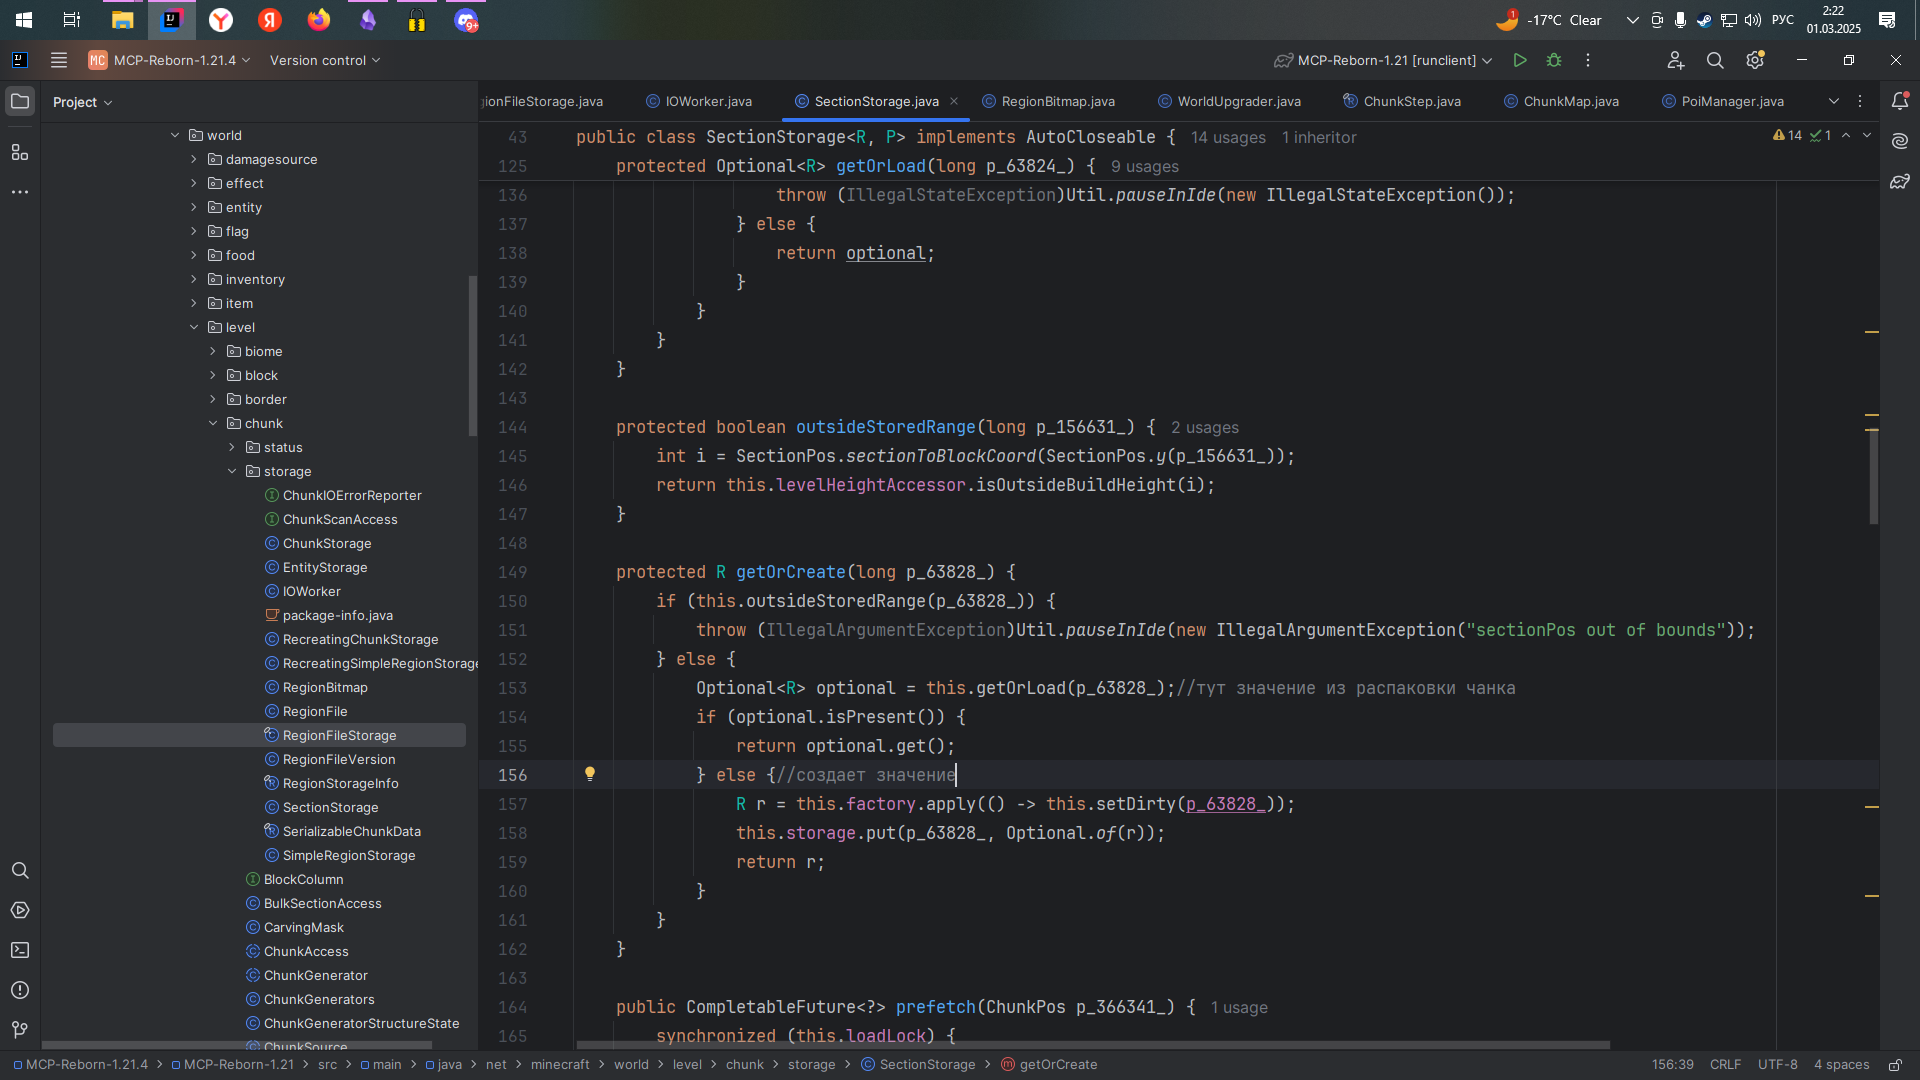 -17°C Clear
РУС
2:22
01.03.2025
9+
MC MCP-Reborn-1.21.4
Version control
MCP-Reborn-1.21 [runclient]
Project
ionFileStorage.java
IOWorker.java
SectionStorage.java
RegionBitmap.java
WorldUpgrader.java
ChunkStep.java
ChunkMap.java
PoiManager.java
world
damagesource
effect
entity
flag
food
inventory
item
level
biome
block
border
chunk
status
storage
ChunkIOErrorReporter
ChunkScanAccess
ChunkStorage
EntityStorage
IOWorker
package-info.java
RecreatingChunkStorage
RecreatingSimpleRegionStorage
RegionBitmap
RegionFile
RegionFileStorage
RegionFileVersion
RegionStorageInfo
SectionStorage
SerializableChunkData
SimpleRegionStorage
BlockColumn
BulkSectionAccess
CarvingMask
ChunkAccess
ChunkGenerator
ChunkGenerators
ChunkGeneratorStructureState
ChunkSource
14 1
43 public class SectionStorage<R, P> implements AutoCloseable { 14 usages 1 inheritor
125 protected Optional<R> getOrLoad(long p_63824_) { 9 usages
136 throw (IllegalStateException)Util.pauseInIde(new IllegalStateException());
137 } else {
138 return optional;
139 }
140 }
141 }
142 }
143
144 protected boolean outsideStoredRange(long p_156631_) { 2 usages
145 int i = SectionPos.sectionToBlockCoord(SectionPos.y(p_156631_));
146 return this.levelHeightAccessor.isOutsideBuildHeight(i);
147 }
148
149 protected R getOrCreate(long p_63828_) {
150 if (this.outsideStoredRange(p_63828_)) {
151 throw (IllegalArgumentException)Util.pauseInIde(new IllegalArgumentException("sectionPos out of bounds"));
152 } else {
153 Optional<R> optional = this.getOrLoad(p_63828_);//тут значение из распаковки чанка
154 if (optional.isPresent()) {
155 return optional.get();
156 } else {//создает значение
157 R r = this.factory.apply(() -> this.setDirty(p_63828_));
158 this.storage.put(p_63828_, Optional.of(r));
159 return r;
160 }
161 }
162 }
163
164 public CompletableFuture<?> prefetch(ChunkPos p_366341_) { 1 usage
165 synchronized (this.loadLock) {
MCP-Reborn-1.21.4 > MCP-Reborn-1.21 > src > main > java > net > minecraft > world > level > chunk > storage > SectionStorage > getOrCreate
156:39 CRLF UTF-8 4 spaces